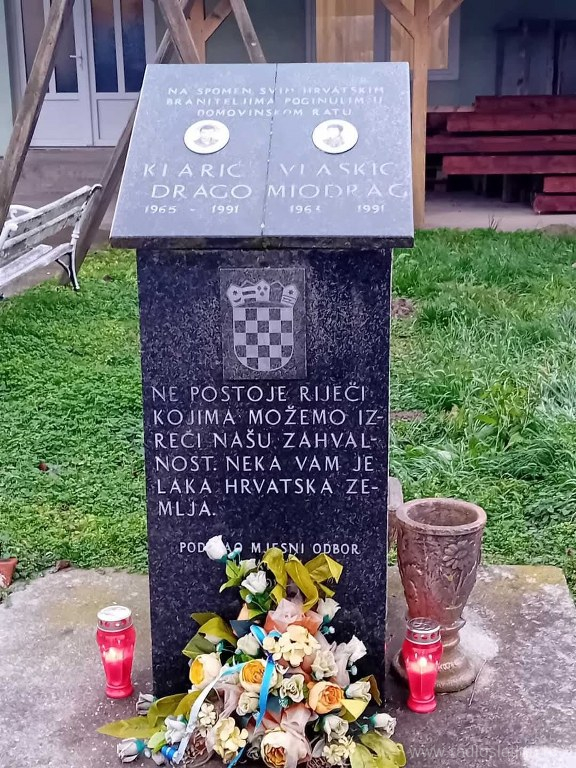 NA SPOMEN SVIM HRVATSKIM
BRANITELJIMA POGINULIM U
DOMOVINSKOM RATU
KLARIĆ VLAŠKIĆ
DRAGO MIODRAG
1965 - 1991 1963 1991
NE POSTOJE RIJEČI
KOJIMA MOŽEMO IZ-
REĆI NAŠU ZAHVAL-
NOST. NEKA VAM JE
LAKA HRVATSKA ZE-
MLJA.
MJESNI ODBOR